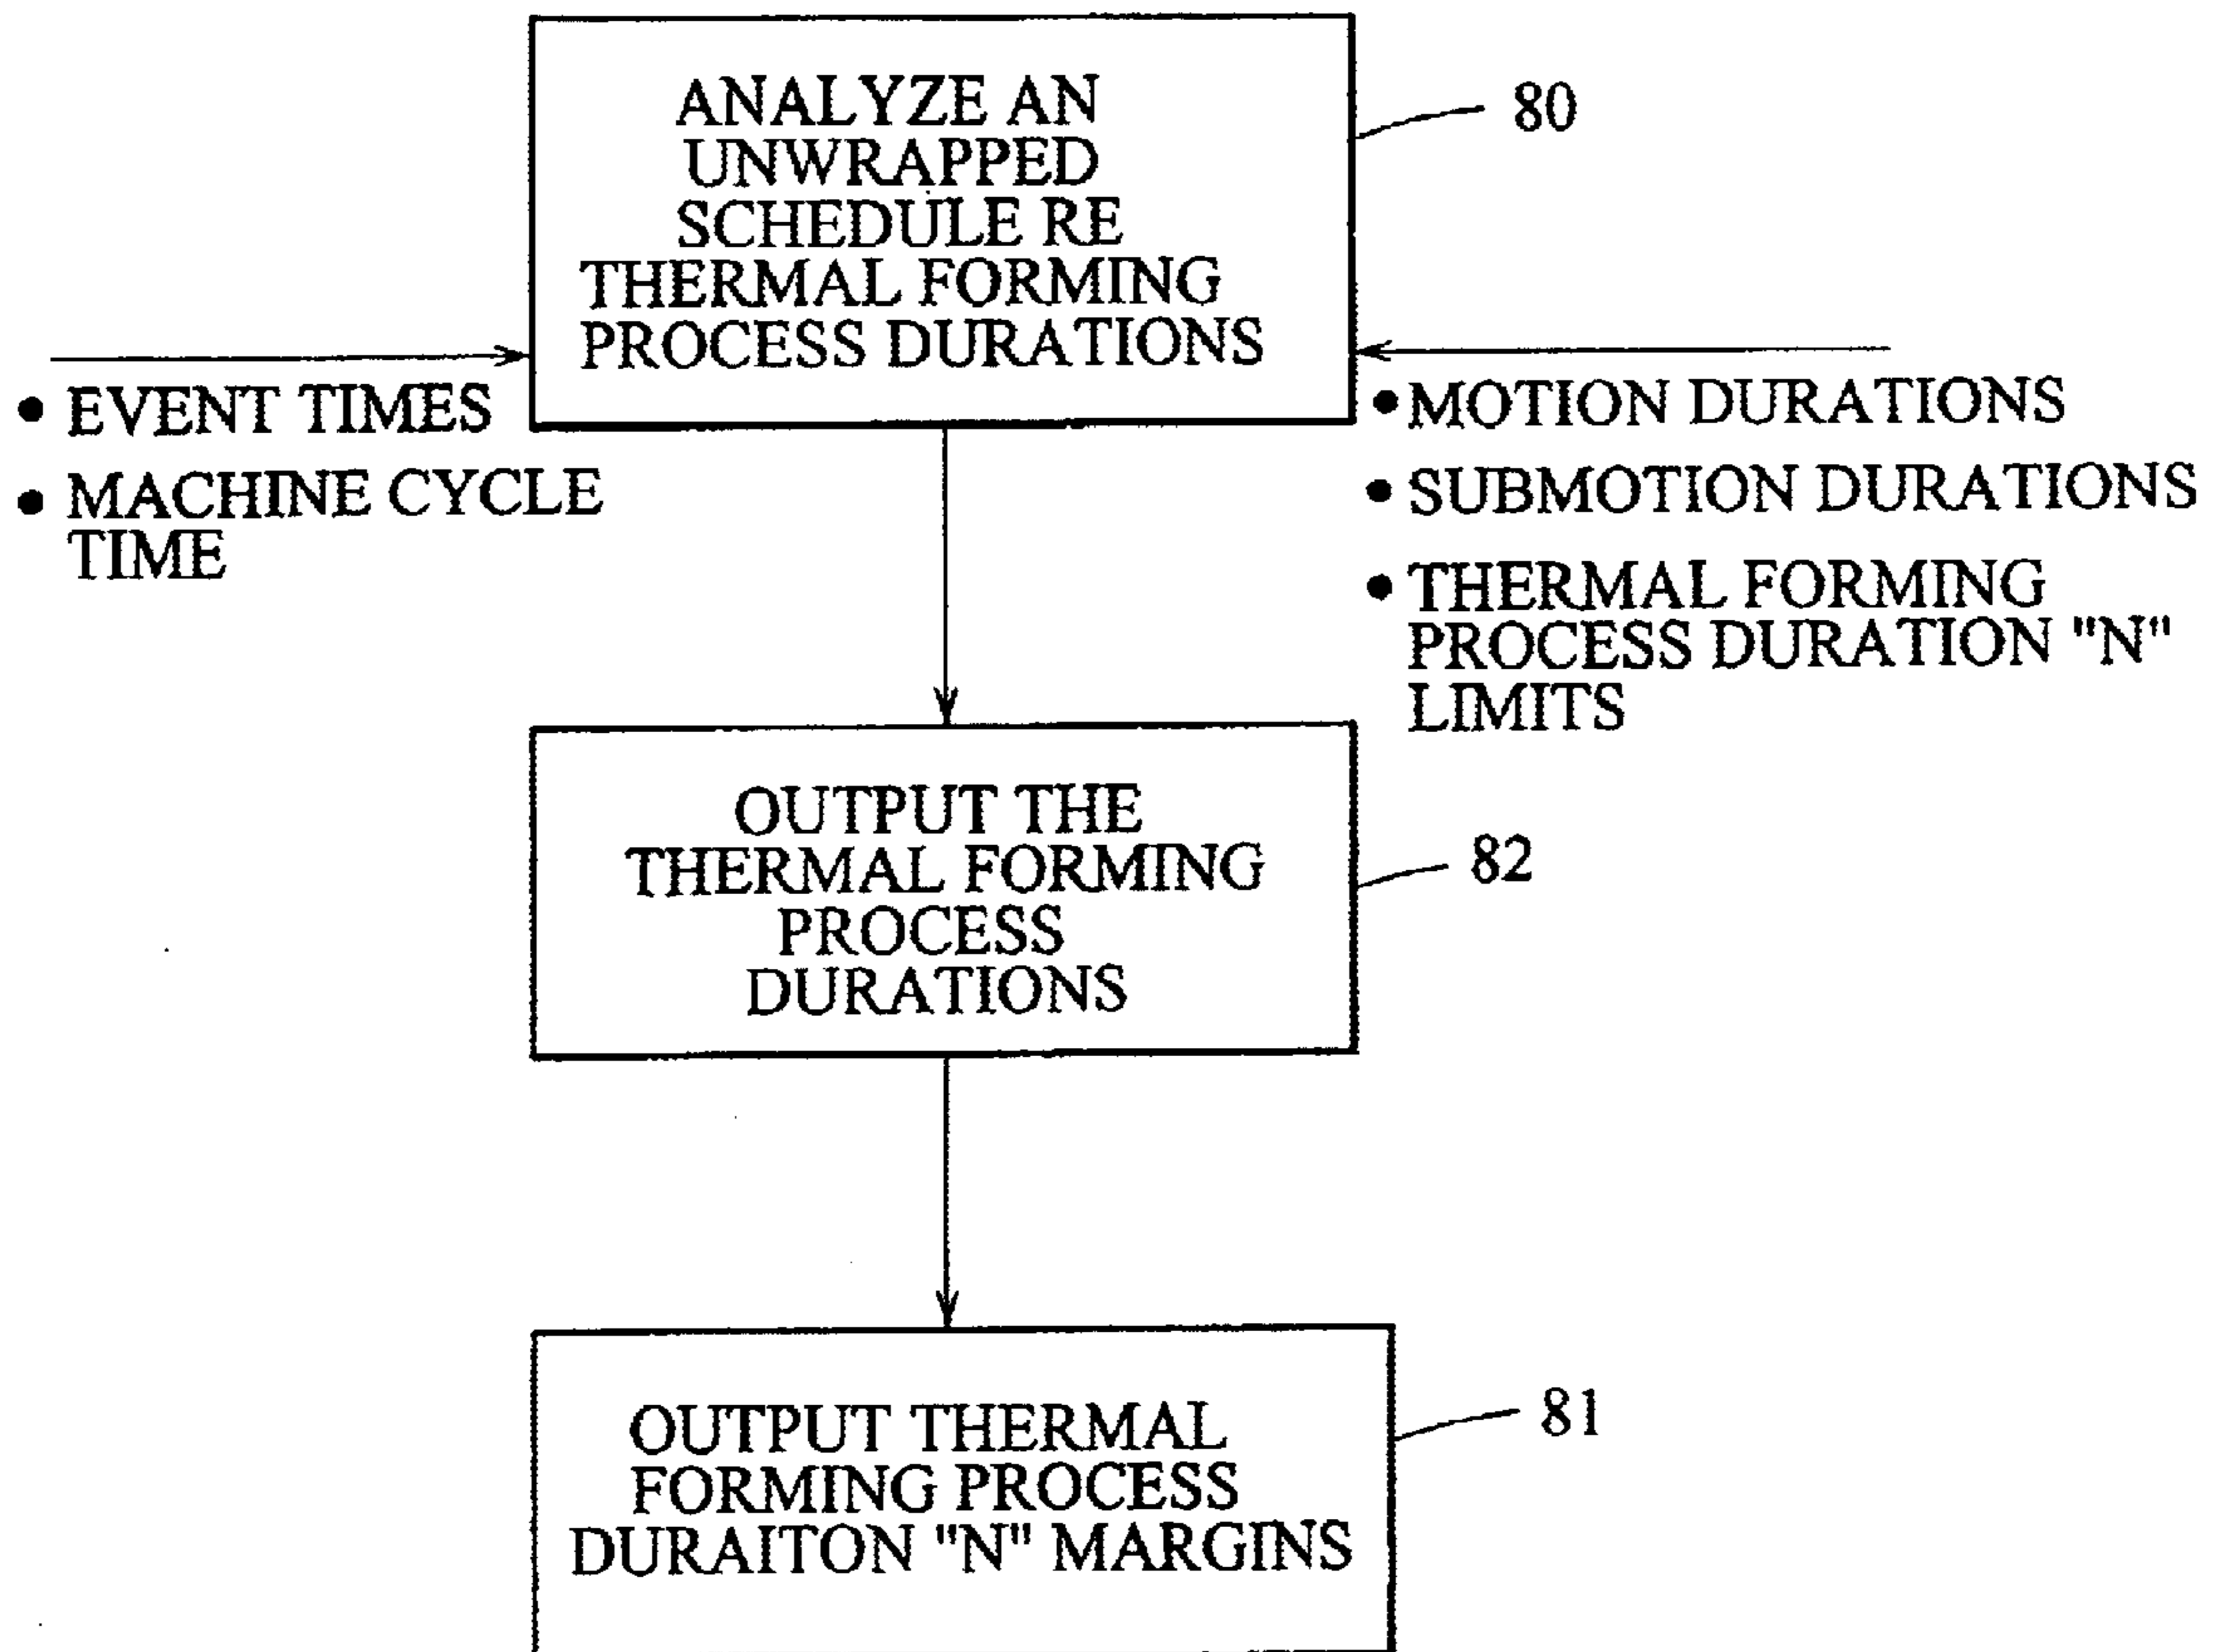 ANALYZE AN
UNWRAPPED
SCHEDULE RE
THERMAL FORMING
PROCESS DURATIONS
80
• EVENT TIMES
• MACHINE CYCLE
TIME
• MOTION DURATIONS
• SUBMOTION DURATIONS
• THERMAL FORMING
PROCESS DURATION "N"
LIMITS
OUTPUT THE
THERMAL FORMING
PROCESS
DURATIONS
82
OUTPUT THERMAL
FORMING PROCESS
DURAITON "N" MARGINS
81